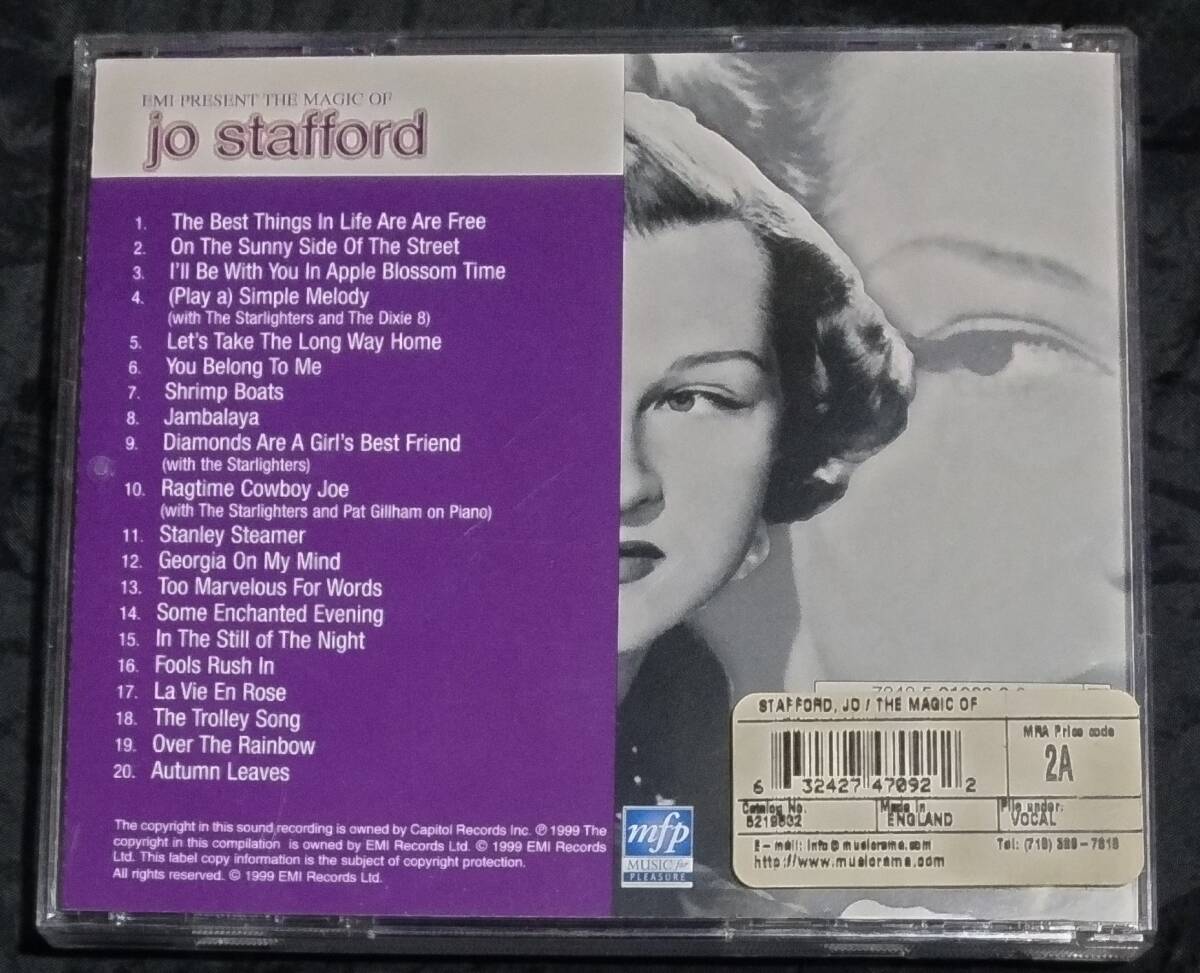 EMI PRESENT THE MAGIC OF
jo stafford
1. The Best Things In Life Are Are Free
2. On The Sunny Side Of The Street
3. I'll Be With You In Apple Blossom Time
4. (Play a) Simple Melody
(with The Starlighters and The Dixie 8)
5. Let's Take The Long Way Home
6. You Belong To Me
7. Shrimp Boats
8. Jambalaya
9. Diamonds Are A Girl's Best Friend
(with the Starlighters)
10. Ragtime Cowboy Joe
(with The Starlighters and Pat Gillham on Piano)
11. Stanley Steamer
12. Georgia On My Mind
13. Too Marvelous For Words
14. Some Enchanted Evening
15. In The Still of The Night
16. Fools Rush In
17. La Vie En Rose
18. The Trolley Song
19. Over The Rainbow
20. Autumn Leaves
The copyright in this sound recording is owned by Capitol Records Inc. ℗ 1999 The
copyright in this compilation is owned by EMI Records Ltd. © 1999 EMI Records
Ltd. This label copy information is the subject of copyright protection.
All rights reserved. © 1999 EMI Records Ltd.
mfp
MUSIC for
PLEASURE
STAFFORD, JO / THE MAGIC OF
6 32427 47092 2
MRA Price code
2A
Catalog No.
Made in
ENGLAND
File under:
VOCAL
E-mail: info@musicrama.com
Tel: (718)
http://www.musicrama.com